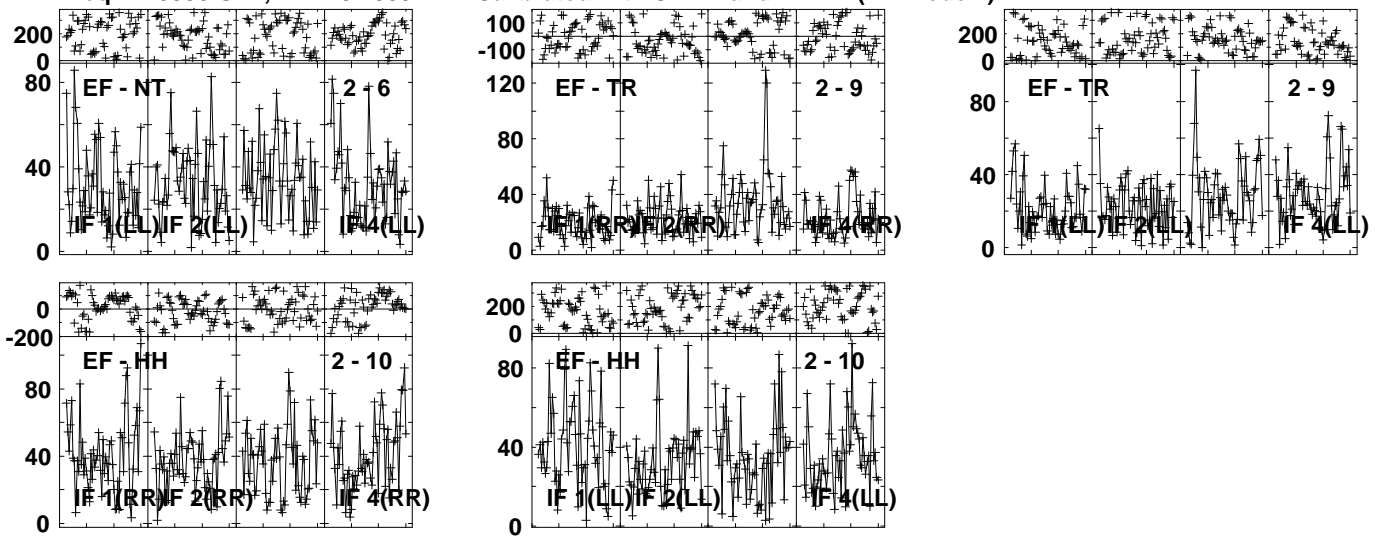 200
0
80
40
0
EF - NT
2 - 6
IF 1(LL)
IF 2(LL)
IF 4(LL)
100
-100
120
80
40
0
EF - TR
2 - 9
IF 1(RR)
IF 2(RR)
IF 4(RR)
200
0
80
40
0
EF - TR
2 - 9
IF 1(LL)
IF 2(LL)
IF 4(LL)
0
-200
80
40
0
EF - HH
2 - 10
IF 1(RR)
IF 2(RR)
IF 4(RR)
200
0
80
40
0
EF - HH
2 - 10
IF 1(LL)
IF 2(LL)
IF 4(LL)